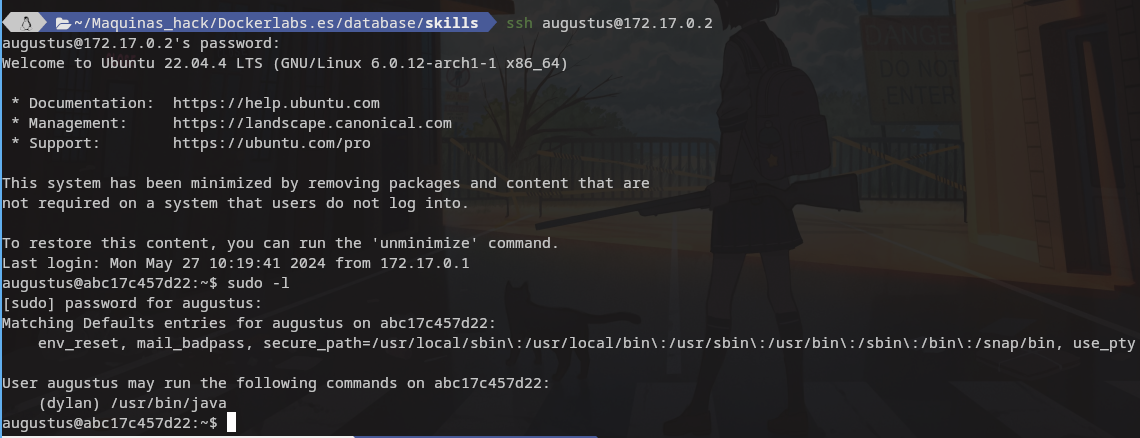 ~/Maquinas_hack/Dockerlabs.es/database/skills ssh augustus@172.17.0.2
augustus@172.17.0.2's password:
Welcome to Ubuntu 22.04.4 LTS (GNU/Linux 6.0.12-arch1-1 x86_64)
* Documentation:  https://help.ubuntu.com
* Management:     https://landscape.canonical.com
* Support:        https://ubuntu.com/pro
This system has been minimized by removing packages and content that are
not required on a system that users do not log into.
To restore this content, you can run the 'unminimize' command.
Last login: Mon May 27 10:19:41 2024 from 172.17.0.1
augustus@abc17c457d22:~$ sudo -l
[sudo] password for augustus:
Matching Defaults entries for augustus on abc17c457d22:
env_reset, mail_badpass, secure_path=/usr/local/sbin\:/usr/local/bin\:/usr/sbin\:/usr/bin\:/sbin\:/bin\:/snap/bin, use_pty
User augustus may run the following commands on abc17c457d22:
(dylan) /usr/bin/java
augustus@abc17c457d22:~$
DANGER
DO NOT
ENTER